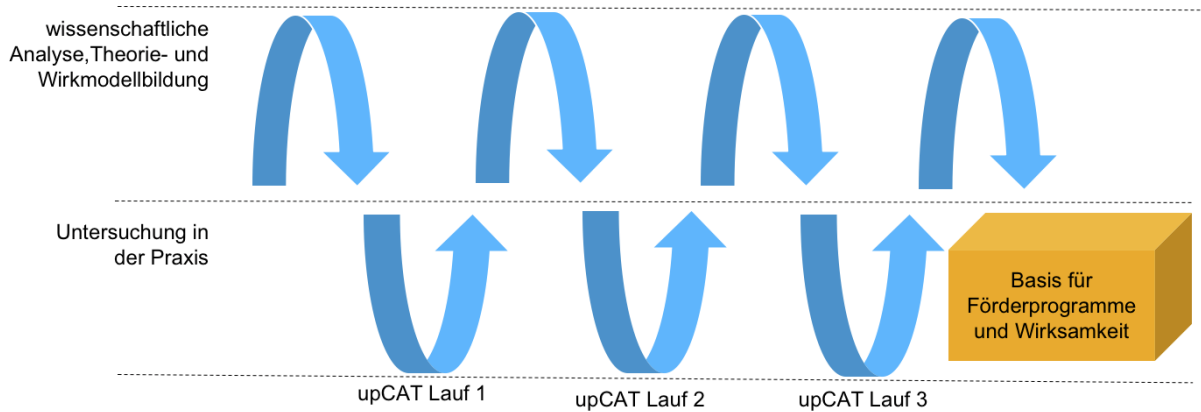 wissenschaftliche
Analyse,Theorie- und
Wirkmodellbildung
Untersuchung in
der Praxis
Basis für
Förderprogramme
und Wirksamkeit
upCAT Lauf 1
upCAT Lauf 2
upCAT Lauf 3